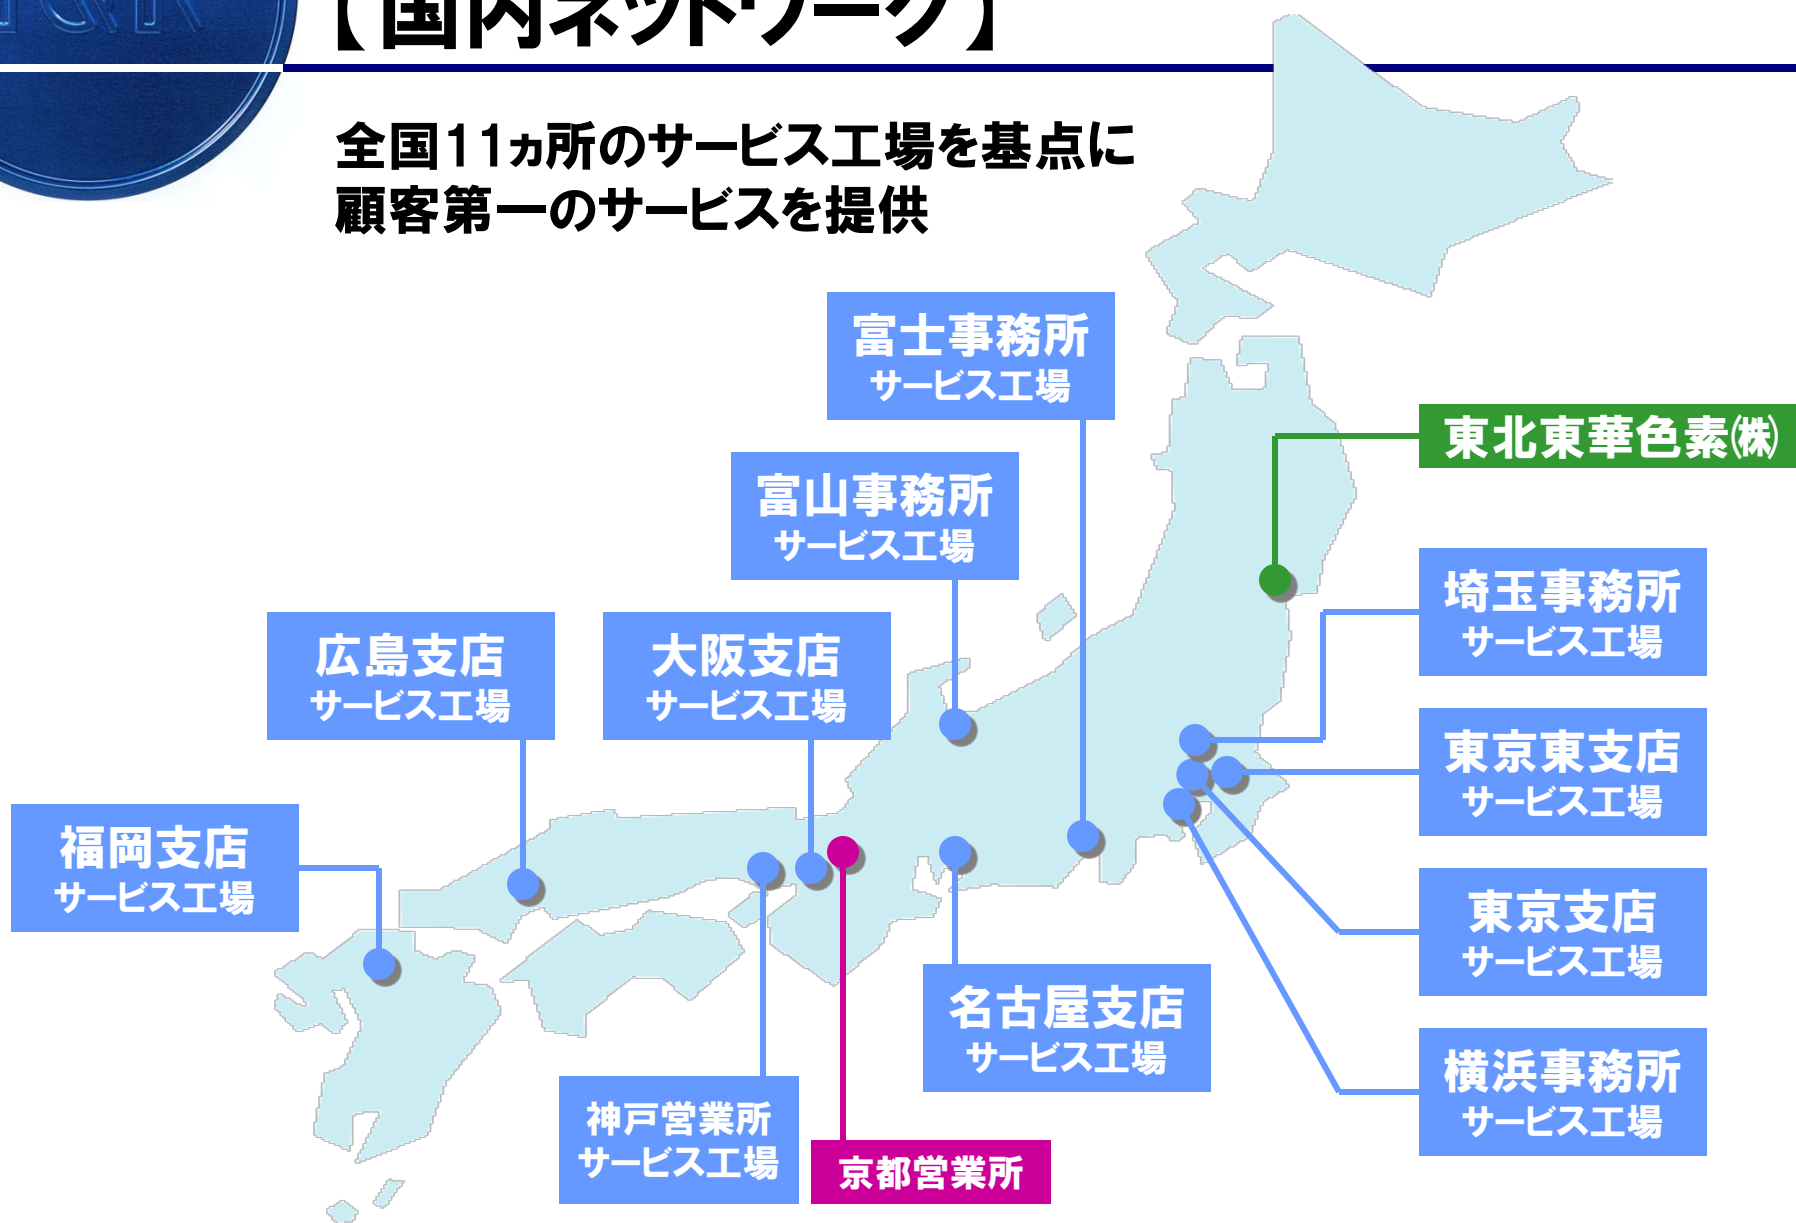 【国内ネットワーク】
全国11ヵ所のサービス工場を基点に
顧客第一のサービスを提供
富士事務所
サービス工場
東北東華色素㈱
富山事務所
サービス工場
埼玉事務所
サービス工場
広島支店
サービス工場
大阪支店
サービス工場
東京東支店
サービス工場
福岡支店
サービス工場
東京支店
サービス工場
名古屋支店
サービス工場
横浜事務所
サービス工場
神戸営業所
サービス工場
京都営業所